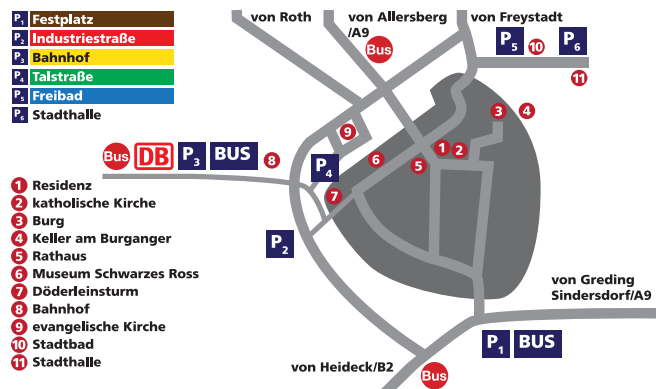 P1 Festplatz
P2 Industriestraße
P3 Bahnhof
P4 Talstraße
P5 Freibad
P6 Stadthalle
von Roth
von Allersberg
/A9
Bus
von Freystadt
P5 10 P6
11
3 4
9
1 2
5
6
Bus DB P3 BUS 8
P4
7
P2
1 Residenz
2 katholische Kirche
3 Burg
4 Keller am Burganger
5 Rathaus
6 Museum Schwarzes Ross
7 Döderleinsturm
8 Bahnhof
9 evangelische Kirche
10 Stadtbad
11 Stadthalle
von Greding
Sindersdorf/A9
P1 BUS
von Heideck/B2
Bus